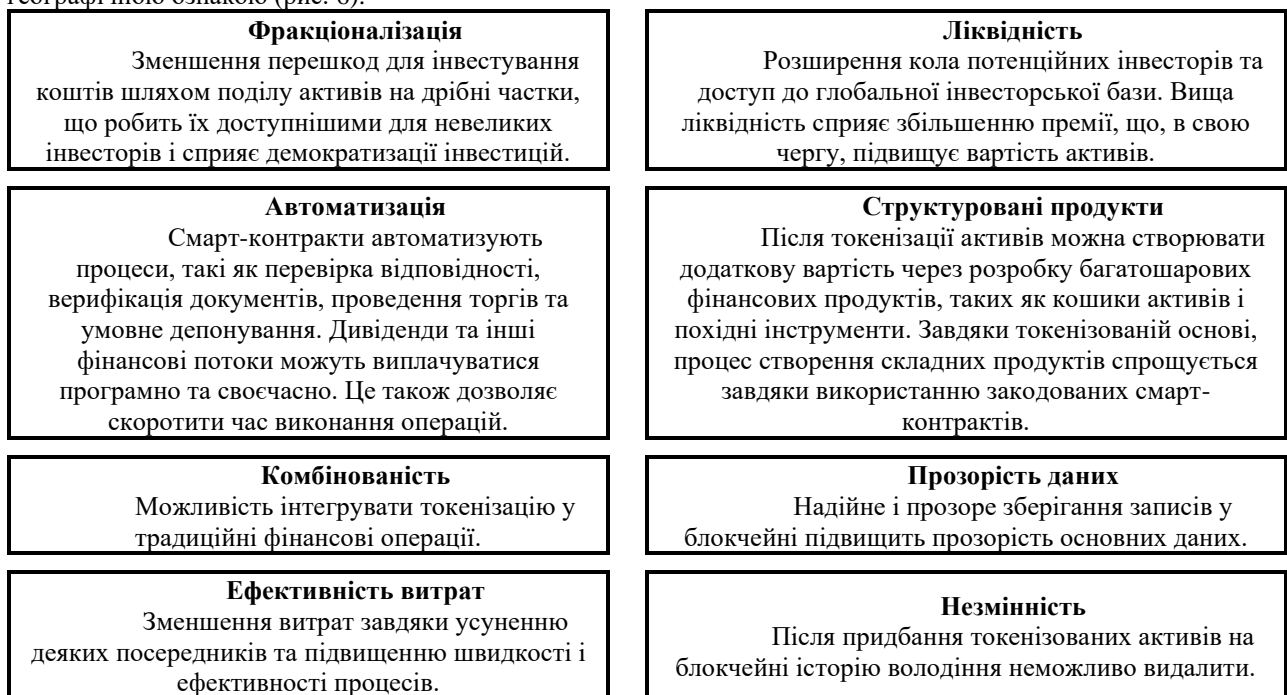 географічною ознакою (рис. 6).
Фракціоналізація
Зменшення перешкод для інвестування
коштів шляхом поділу активів на дрібні частки,
що робить їх доступнішими для невеликих
інвесторів і сприяє демократизації інвестицій.
Ліквідність
Розширення кола потенційних інвесторів та
доступ до глобальної інвесторської бази. Вища
ліквідність сприяє збільшенню премії, що, в свою
чергу, підвищує вартість активів.
Автоматизація
Смарт-контракти автоматизують
процеси, такі як перевірка відповідності,
верифікація документів, проведення торгів та
умовне депонування. Дивіденди та інші
фінансові потоки можуть виплачуватися
програмно та своєчасно. Це також дозволяє
скоротити час виконання операцій.
Структуровані продукти
Після токенізації активів можна створювати
додаткову вартість через розробку багатошарових
фінансових продуктів, таких як кошики активів і
похідні інструменти. Завдяки токенізованій основі,
процес створення складних продуктів спрощується
завдяки використанню закодованих смарт-
контрактів.
Комбінованість
Можливість інтегрувати токенізацію у
традиційні фінансові операції.
Прозорість даних
Надійне і прозоре зберігання записів у
блокчейні підвищить прозорість основних даних.
Ефективність витрат
Зменшення витрат завдяки усуненню
деяких посередників та підвищенню швидкості і
ефективності процесів.
Незмінність
Після придбання токенізованих активів на
блокчейні історію володіння неможливо видалити.